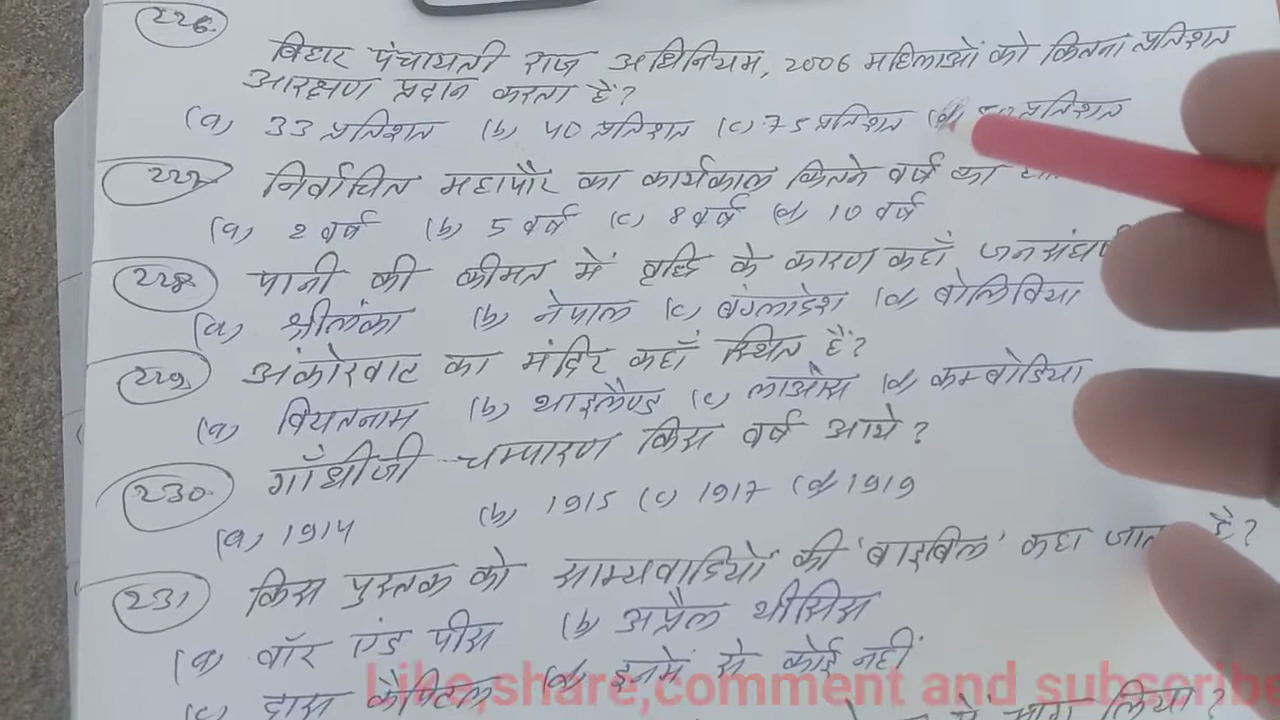 226.
बिहार पंचायती राज अधिनियम, 2006 महिलाओं को कितना प्रतिशत
आरक्षण प्रदान करता है?
(a) 33 प्रतिशत (b) 40 प्रतिशत (c) 75 प्रतिशत (d) प्रतिशत
227 निर्वाचित महापौर का कार्यकाल कितने वर्ष का
(a) 2 वर्ष (b) 5 वर्ष (c) 8 वर्ष (d) 10 वर्ष
228 पानी की कीमत में वृद्धि के कारण कहाँ
(a) श्रीलंका (b) नेपाल (c) बंग्लादेश (d) बोलिविया
229 अंकोरवाट का मंदिर कहाँ स्थित है?
(a) वियतनाम (b) थाइलैण्ड (c) लाओस (d) कम्बोडिया
230. गाँधीजी चम्पारण किस वर्ष आये?
(a) 1914 (b) 1915 (c) 1917 (d) 1919
231 किस पुस्तक को साम्यवादियों की 'बाइबिल' कहा है?
(a) वॉर एंड पीस (b) अप्रैल थीसिस
(c) दास कैपिटल (d) इनमें से कोई नहीं
Like,share,comment and subscribe
में भाग लिया?